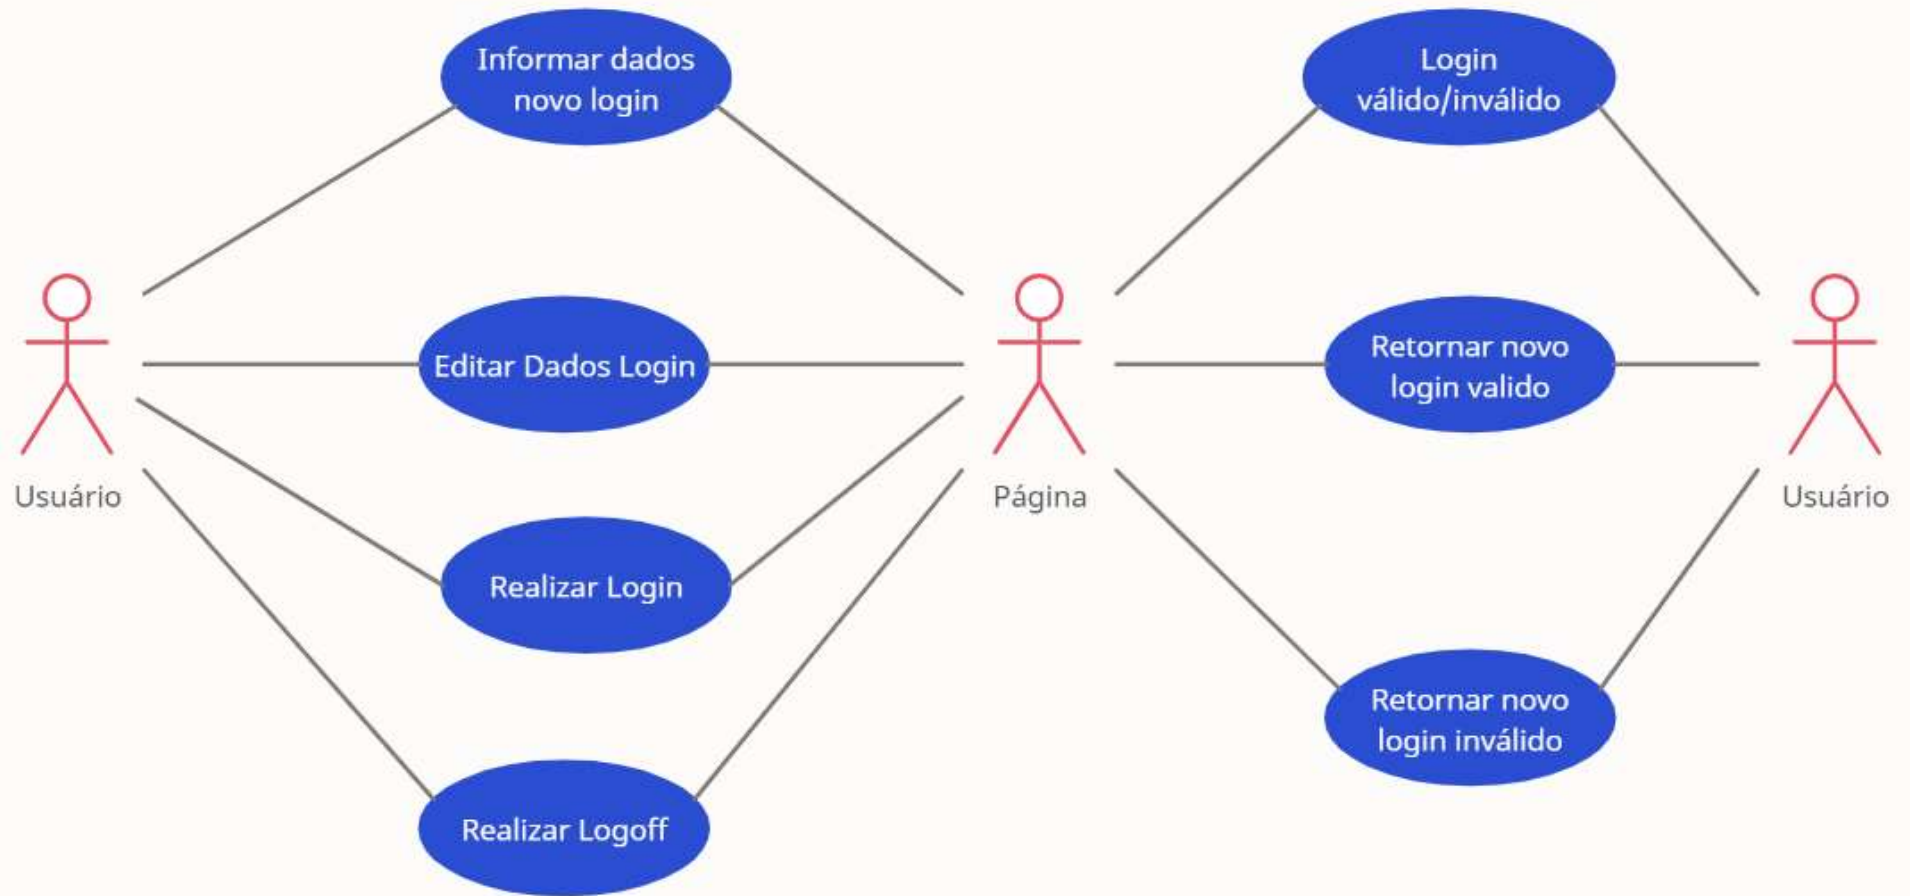 Informar dados
novo login
Login
válido/inválido
Editar Dados Login
Retornar novo
login valido
Usuário
Página
Usuário
Realizar Login
Retornar novo
login inválido
Realizar Logoff